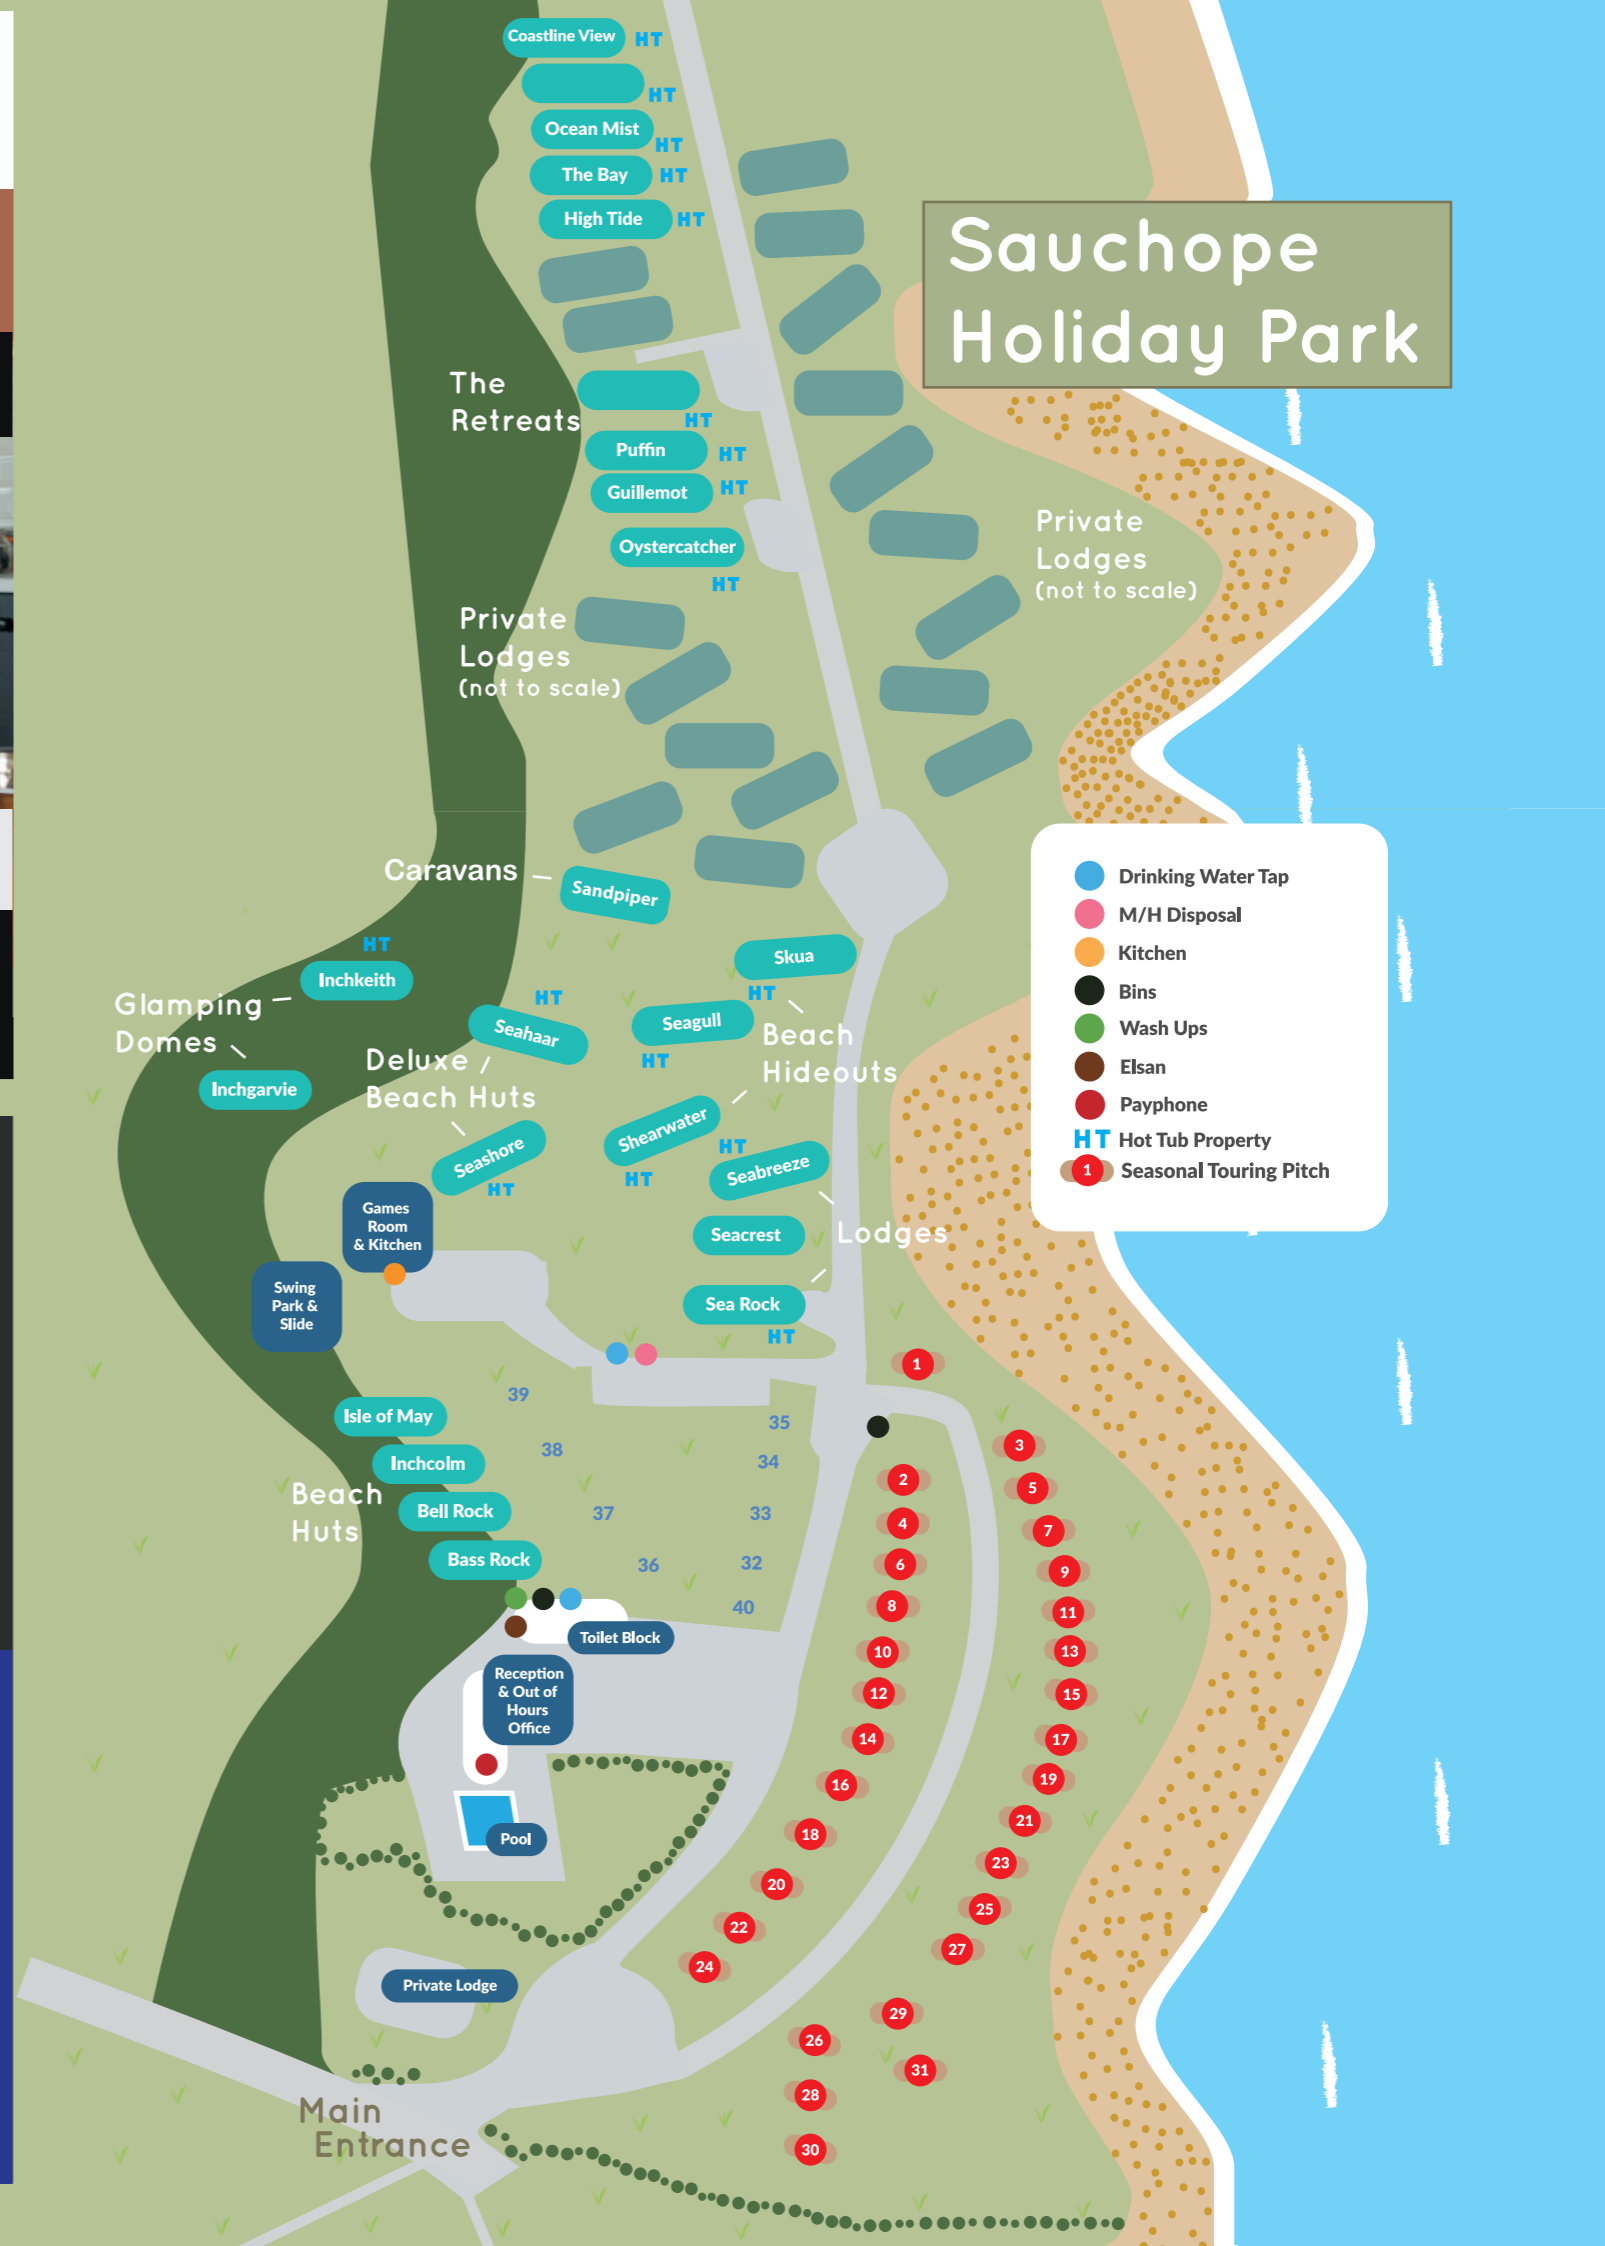 Coastline View HT
HT
Ocean Mist
HT
The Bay HT
High Tide HT
Sauchope
Holiday Park
The
Retreats
HT
Puffin HT
Guillemot HT
Oystercatcher
HT
Private
Lodges
(not to scale)
Private
Lodges
(not to scale)
Caravans
Sandpiper
Drinking Water Tap
M/H Disposal
Kitchen
Bins
Wash Ups
Elsan
Payphone
HT Hot Tub Property
1 Seasonal Touring Pitch
HT
Inchkeith
Glamping
Domes
Inchgarvie
HT
Seahaar
Deluxe
Beach Huts
Seashore
HT
Skua
HT
Seagull
HT
Beach
Hideouts
Shearwater
HT
HT
Seabreeze
Seacrest
Lodges
Sea Rock
HT
Games
Room
& Kitchen
Swing
Park &
Slide
Isle of May
Inchcolm
Beach
Huts
Bell Rock
Bass Rock
39
38
37
36
35
34
33
32
40
Toilet Block
Reception
& Out of
Hours
Office
Pool
Private Lodge
Main
Entrance
1
3
2
5
4
7
6
9
8
11
10
13
12
15
14
17
16
19
18
21
20
23
22
25
24
27
29
26
31
28
30